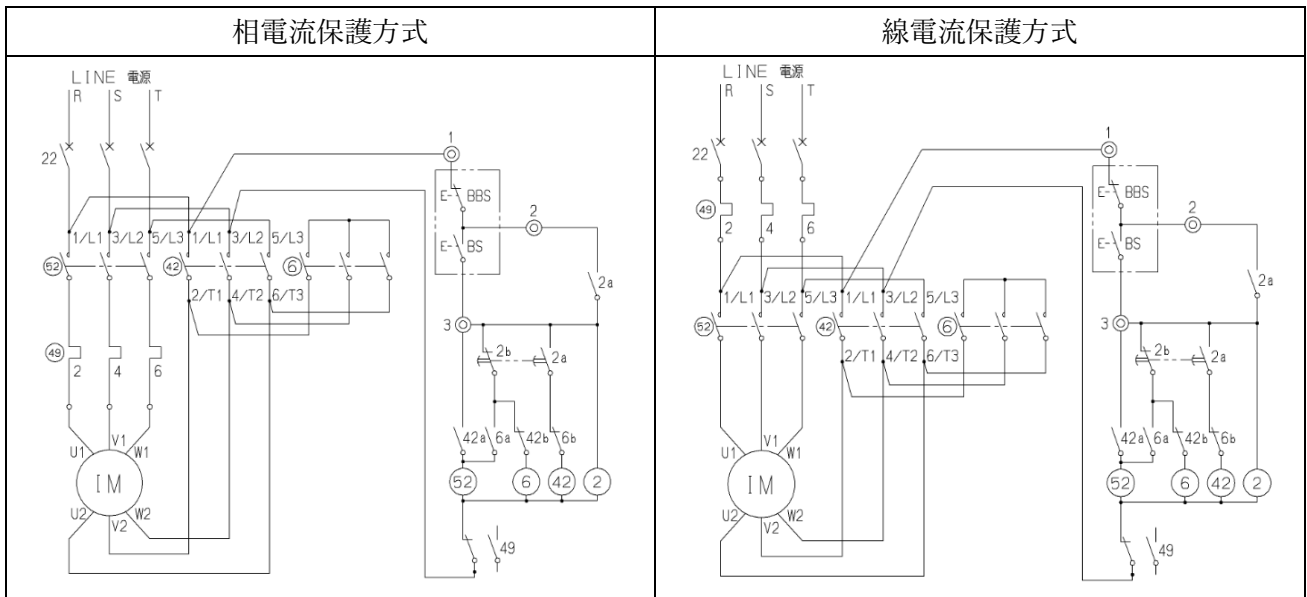 相電流保護方式
線電流保護方式
LINE 電源
R S T
22
1
E BBS
2
1/L1 3/L2 5/L3 1/L1 3/L2 5/L3
E BS
52 42 6
2a
2/T1 4/T2 6/T3
3
49
2 4 6
2b 2a
42a 6a 42b 6b
U1 V1 W1
IM
52 6 42 2
U2 V2 W2
49
LINE 電源
R S T
22
1
E BBS
49
2 4 6
2
E BS
2a
1/L1 3/L2 5/L3 1/L1 3/L2 5/L3
52 42 6
3
2/T1 4/T2 6/T3
2b 2a
42a 6a 42b 6b
U1 V1 W1
IM
52 6 42 2
U2 V2 W2
49